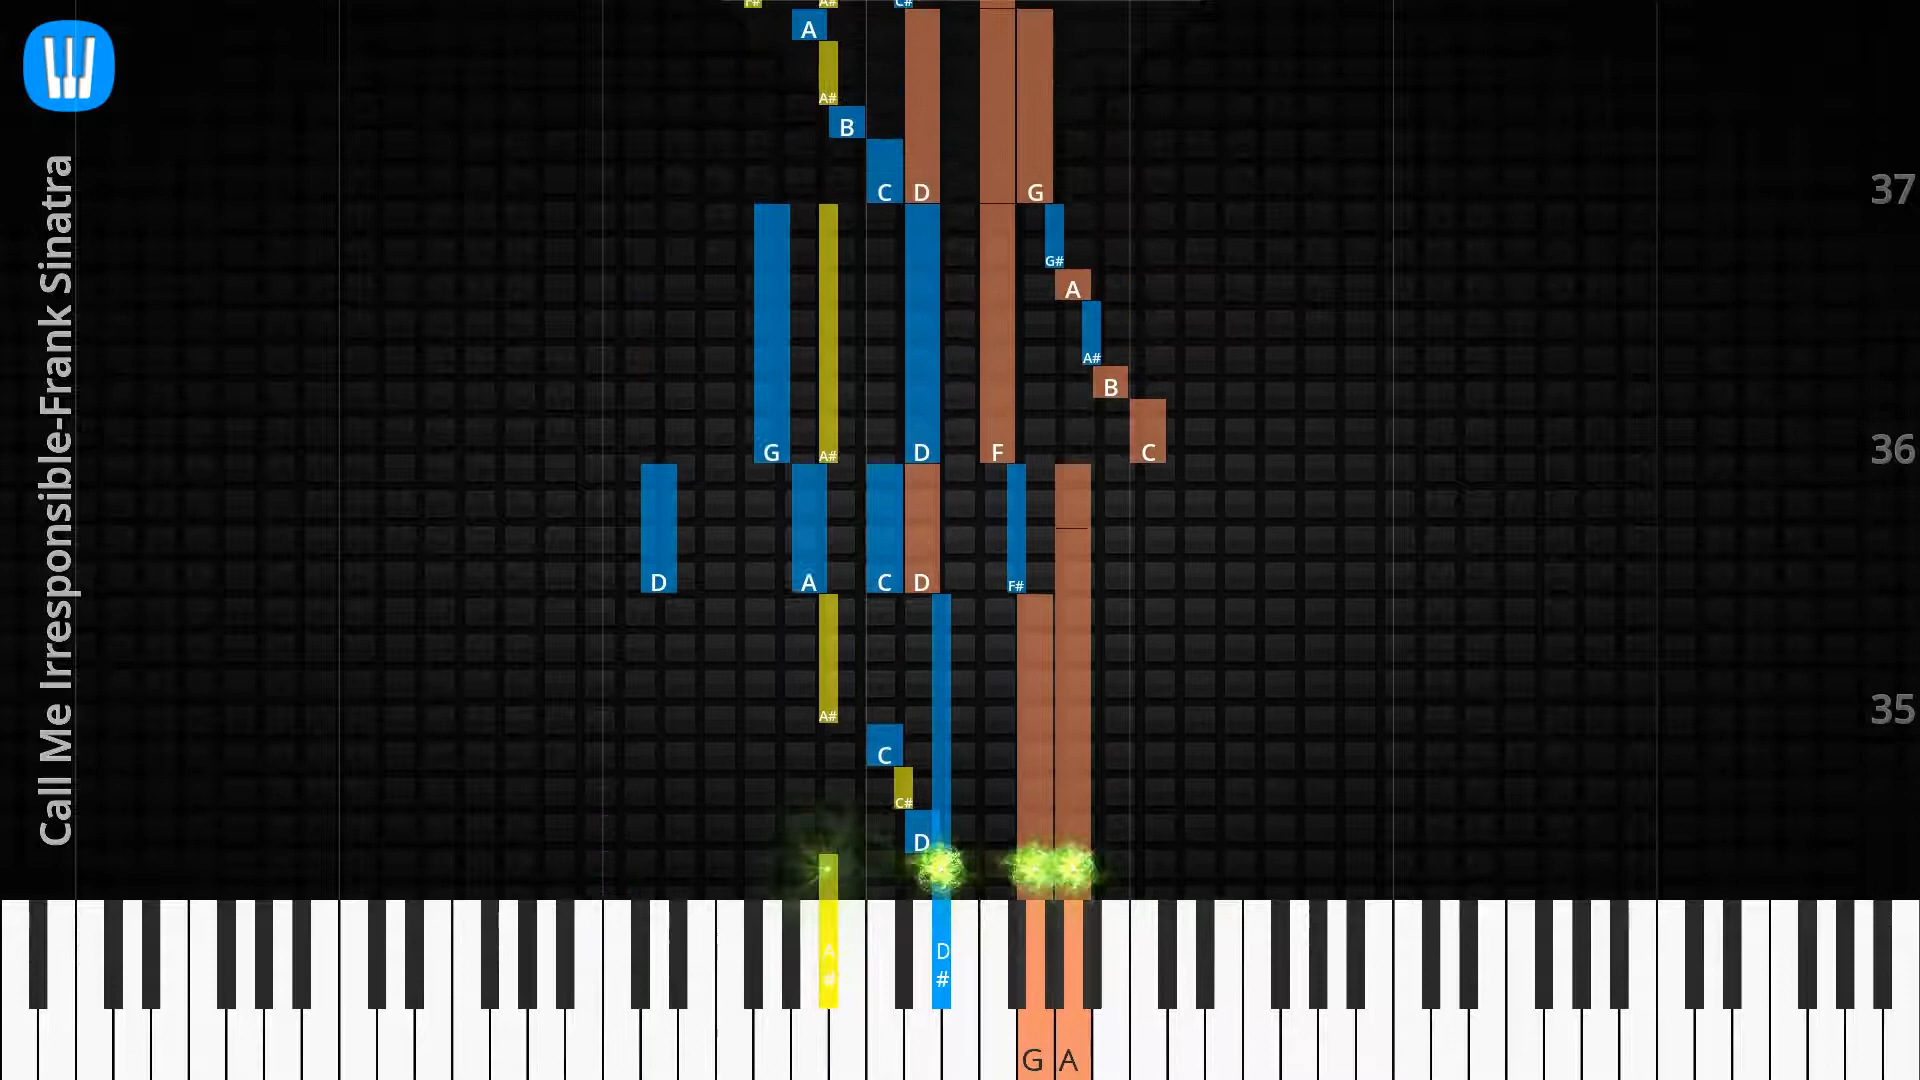 Call Me Irresponsible-Frank Sinatra
F# A# C#
A
A#
B
C D G
37
G#
A
A#
B
G A# D F C
36
D A C D F#
A#
35
C
C#
D
A# D#
G A